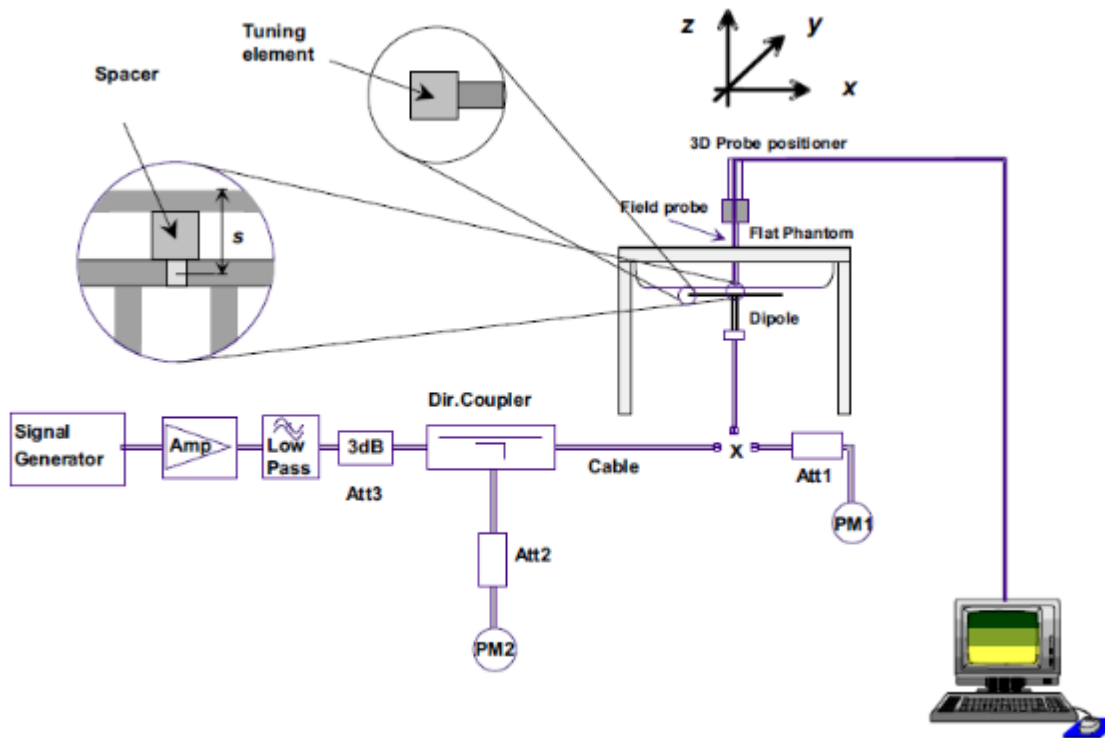 Tuning
element
Spacer
s
z
y
x
3D Probe positioner
Field probe
Flat Phantom
Dipole
Dir.Coupler
Signal
Generator
Amp
Low
Pass
3dB
Att3
Cable
X
Att1
PM1
Att2
PM2